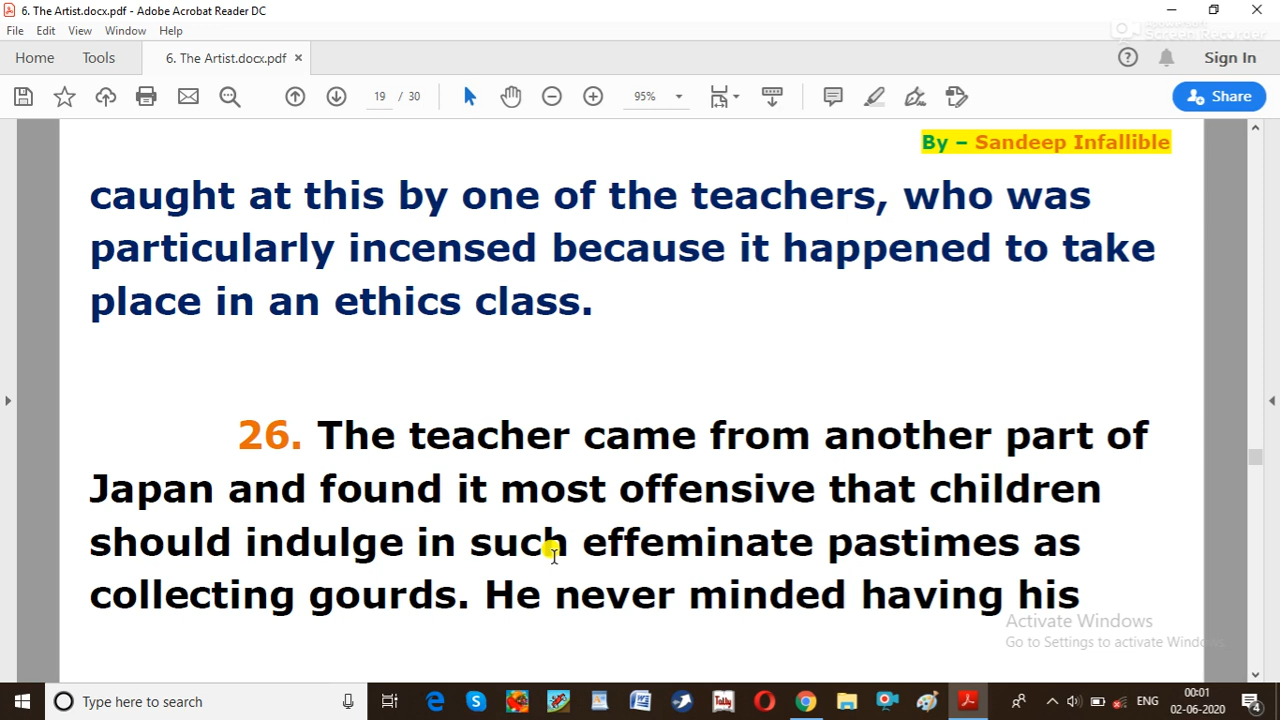 6. The Artist.docx.pdf - Adobe Acrobat Reader DC
File Edit View Window Help
Screen Recorder
Home Tools 6. The Artist.docx.pdf × Sign In
19 / 30 95% Share
By – Sandeep Infallible
caught at this by one of the teachers, who was
particularly incensed because it happened to take
place in an ethics class.
26. The teacher came from another part of
Japan and found it most offensive that children
should indulge in such effeminate pastimes as
collecting gourds. He never minded having his
Activate Windows
Go to Settings to activate Windows.
Type here to search Tally ENG 00:01
02-06-2020 4